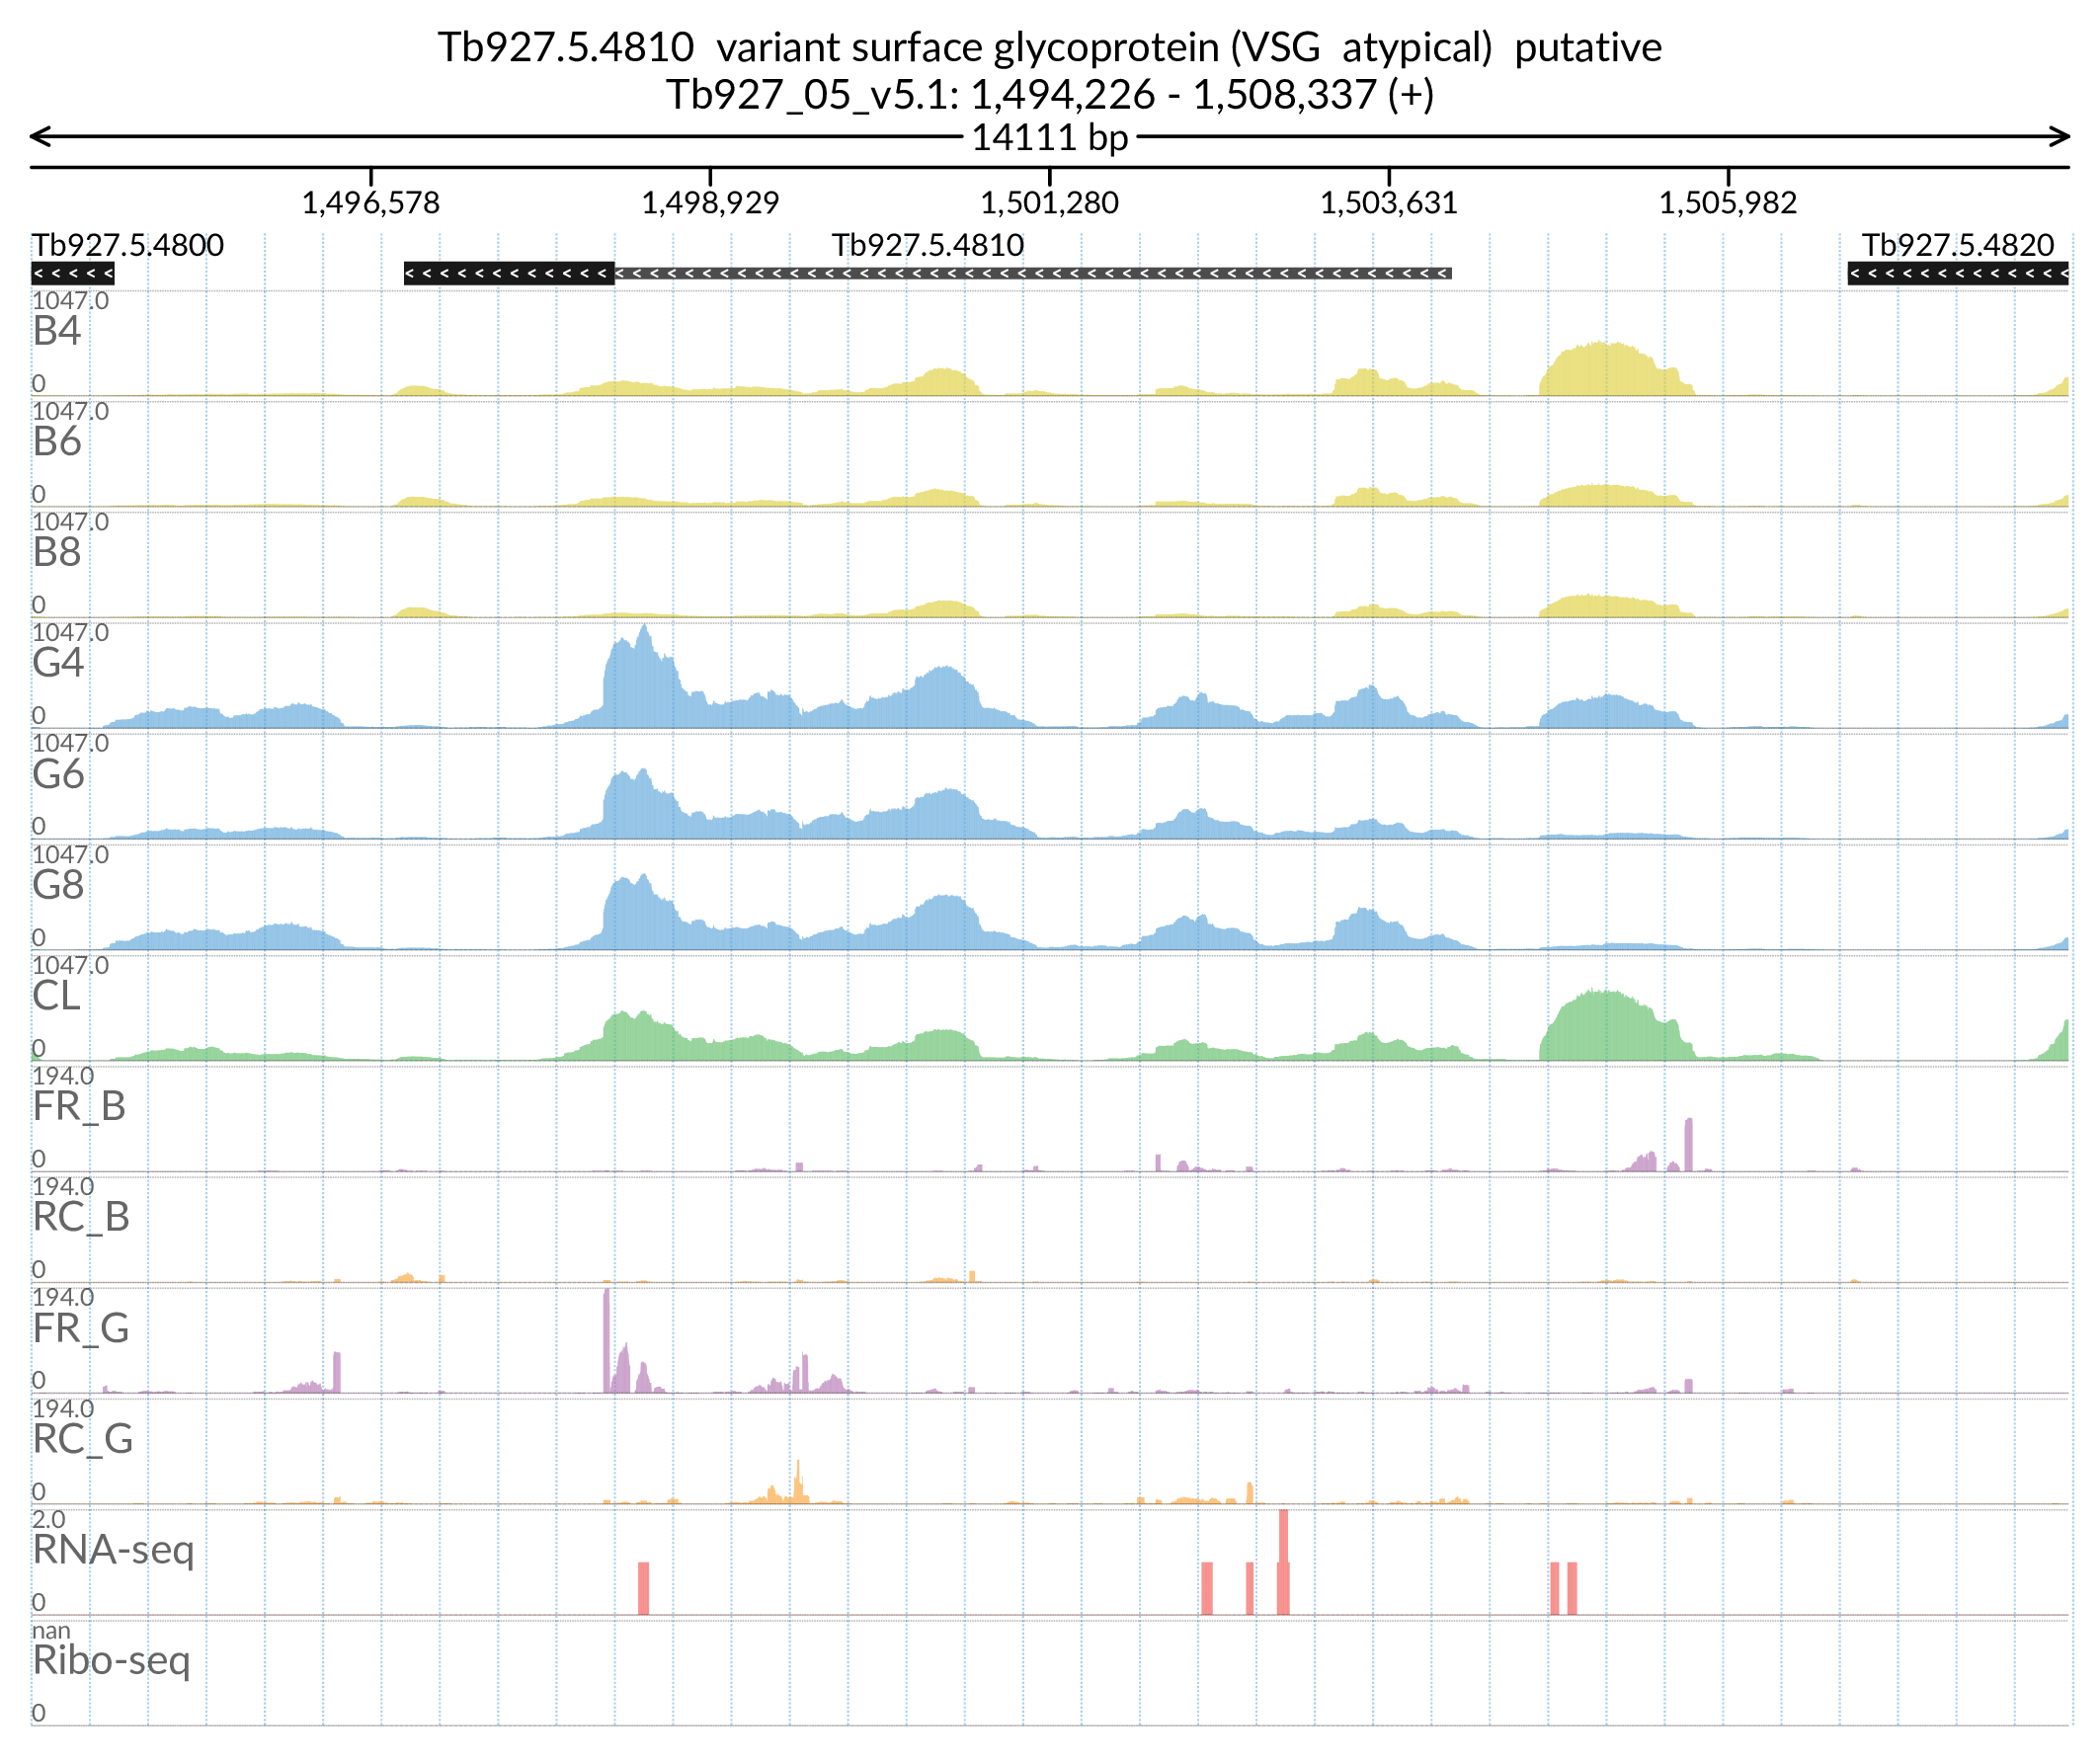 Tb927.5.4810  variant surface glycoprotein (VSG  atypical)  putative
Tb927_05_v5.1: 1,494,226 - 1,508,337 (+)
14111 bp
1,496,578 1,498,929 1,501,280 1,503,631 1,505,982
Tb927.5.4800 Tb927.5.4810 Tb927.5.4820
1047.0
B4
0
1047.0
B6
0
1047.0
B8
0
1047.0
G4
0
1047.0
G6
0
1047.0
G8
0
1047.0
CL
0
194.0
FR_B
0
194.0
RC_B
0
194.0
FR_G
0
194.0
RC_G
0
2.0
RNA-seq
0
nan
Ribo-seq
0